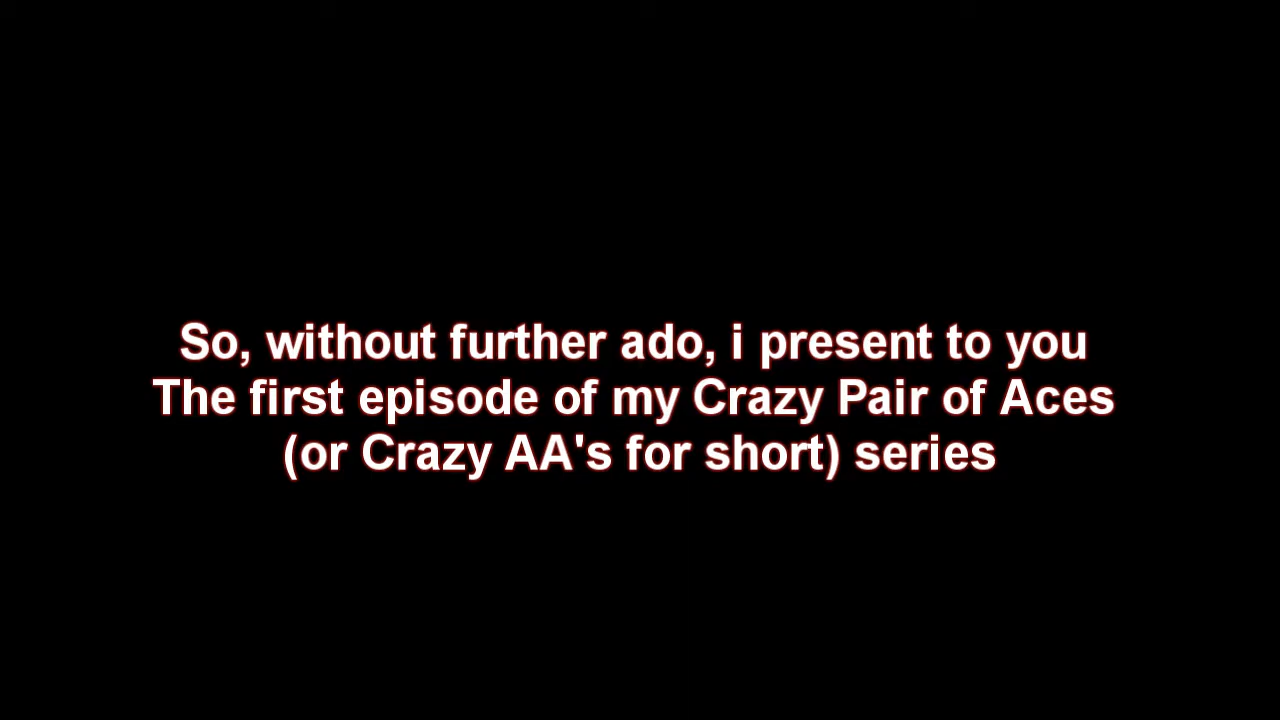 So, without further ado, i present to you
The first episode of my Crazy Pair of Aces
(or Crazy AA's for short) series